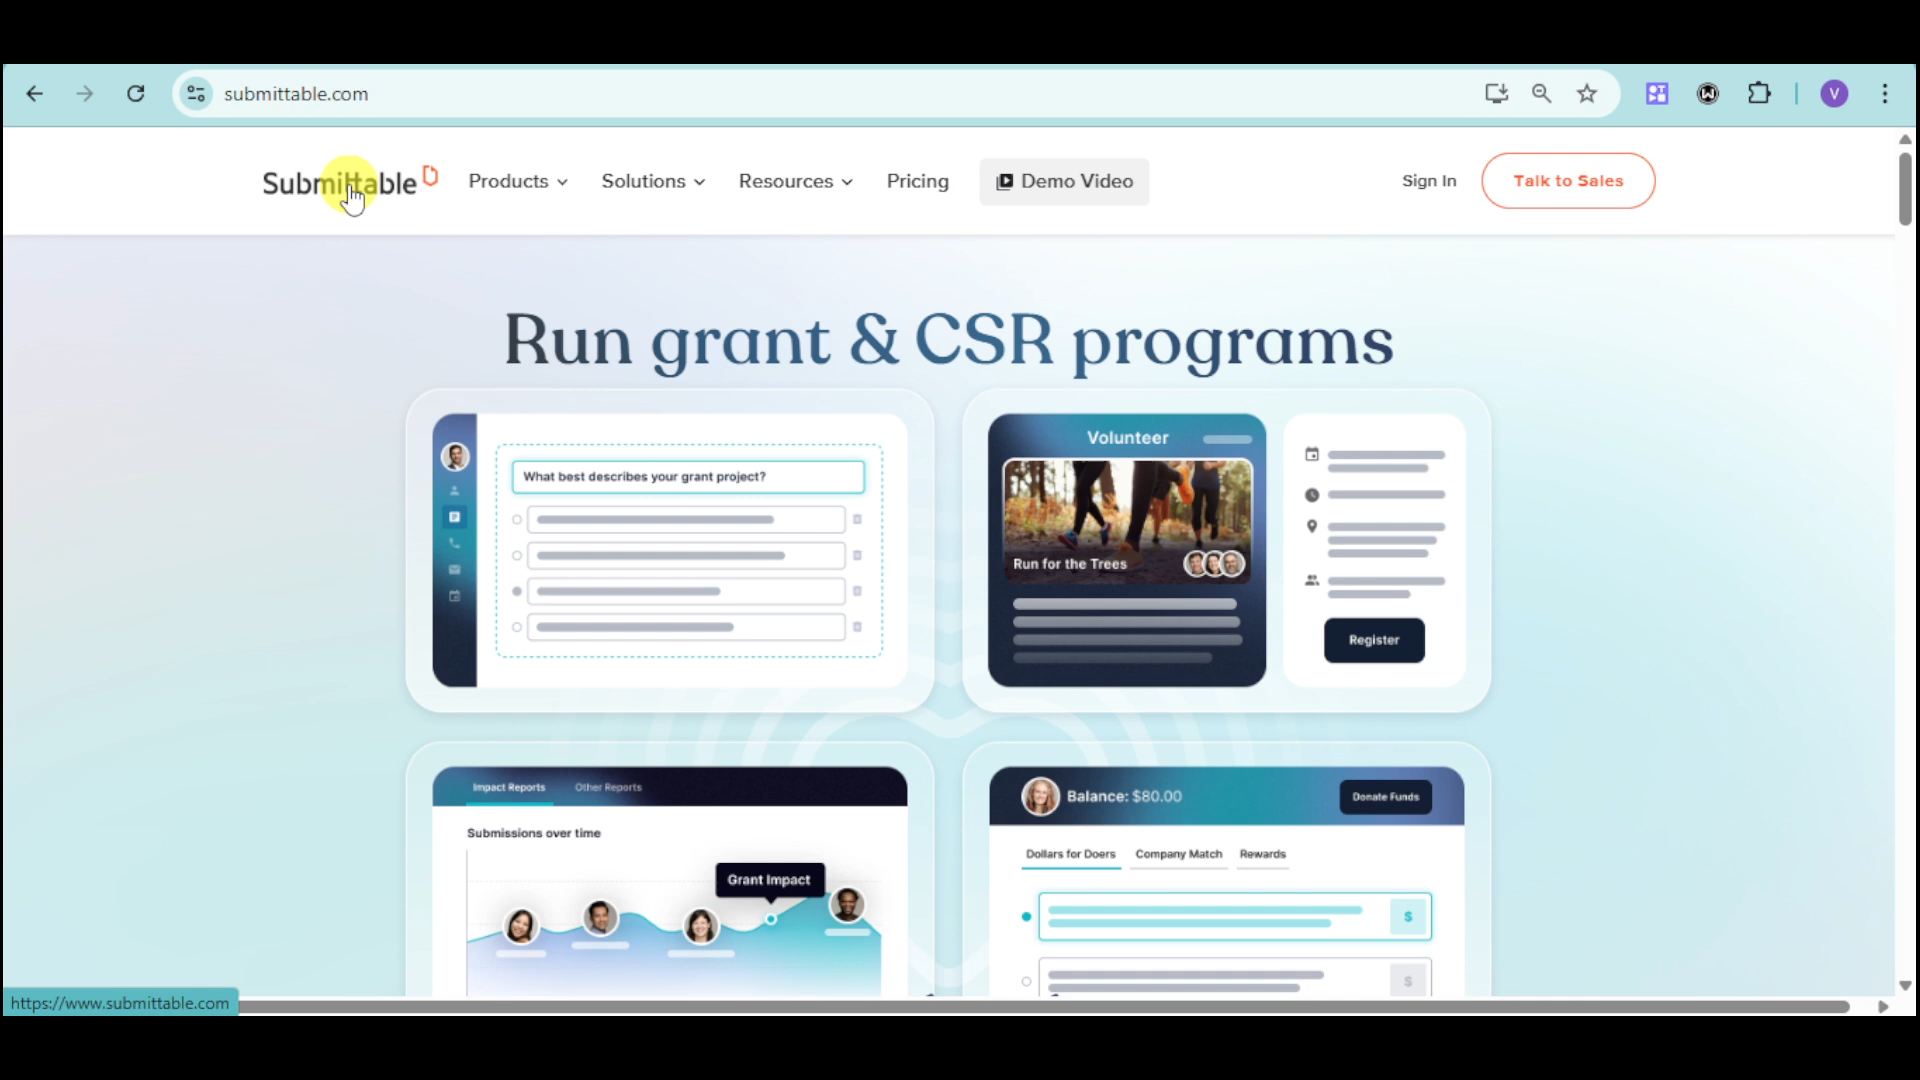 submittable.com
V
Submittable
Products
Solutions
Resources
Pricing
Demo Video
Sign In
Talk to Sales
Run grant & CSR programs
What best describes your grant project?
Volunteer
Run for the Trees
Register
Impact Reports
Other Reports
Submissions over time
Grant Impact
Balance: $80.00
Donate Funds
Dollars for Doers
Company Match
Rewards
$
$
https://www.submittable.com